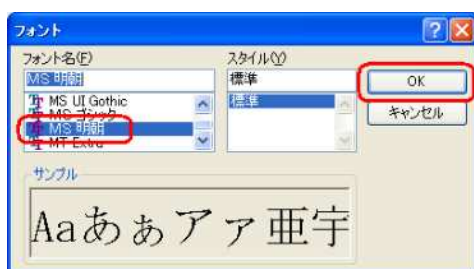 フォント
フォント名(F)
スタイル(Y)
MS 明朝
標準
OK
MS UI Gothic
MS ゴシック
MS 明朝
MT Extra
標準
キャンセル
サンプル
Aaあぁアァ亜宇